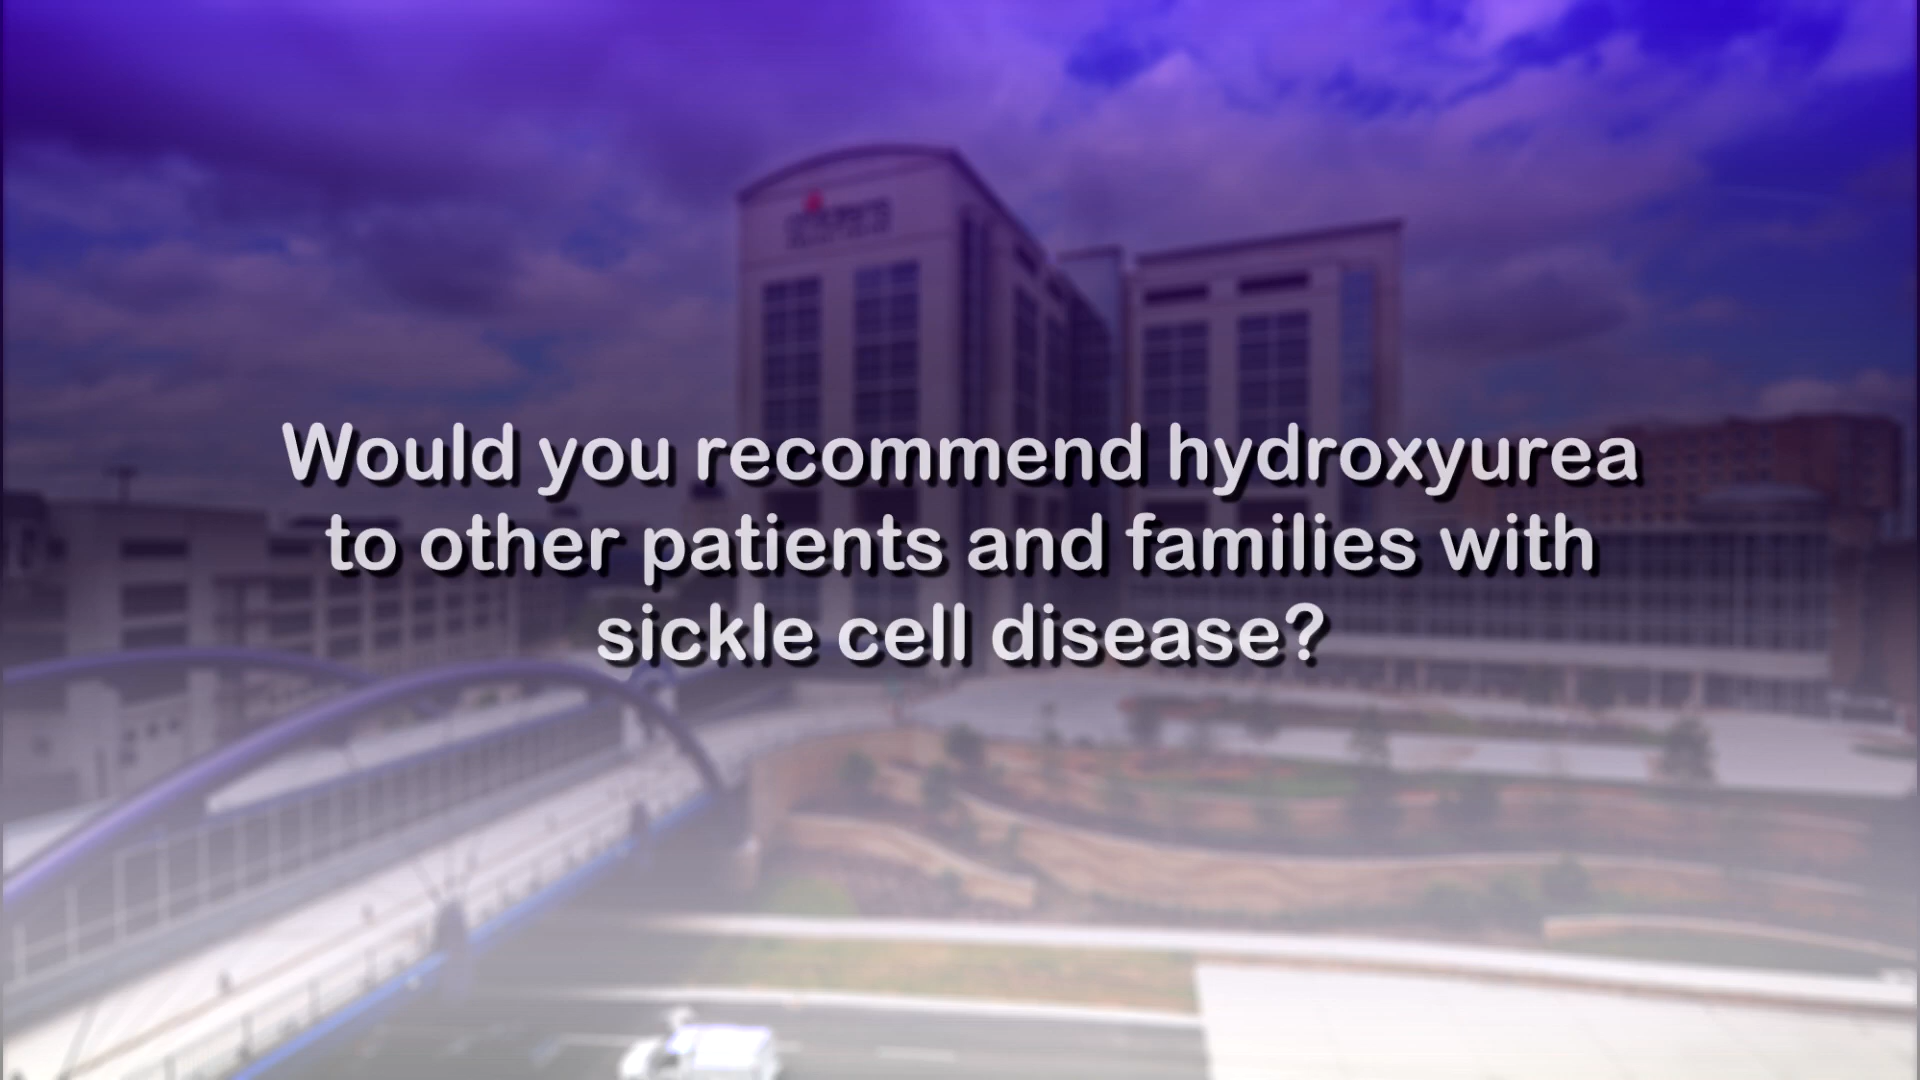 Would you recommend hydroxyurea
to other patients and families with
sickle cell disease?